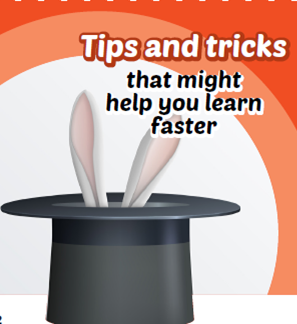 Tips and tricks
that might
help you learn
faster